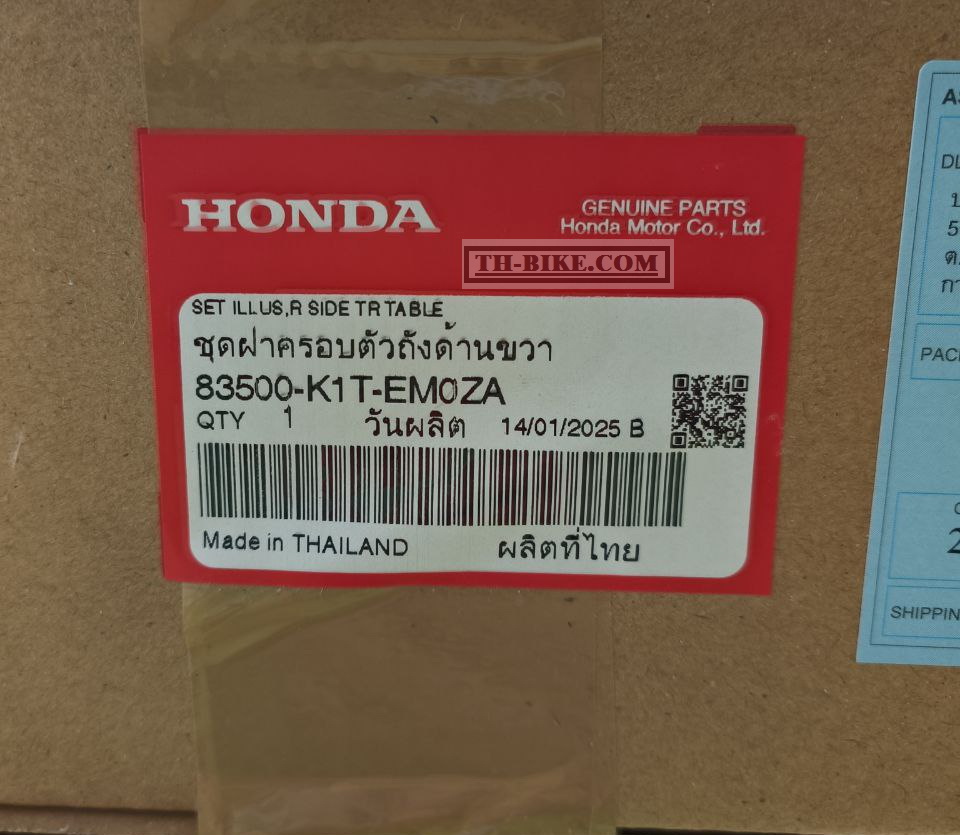 HONDA
GENUINE PARTS
Honda Motor Co., Ltd.
TH-BIKE.COM
SET ILLUS,R SIDE TR TABLE
ชุดฝาครอบตัวถังด้านขวา
83500-K1T-EM0ZA
QTY 1 วันผลิต 14/01/2025 B
Made in THAILAND ผลิตที่ไทย